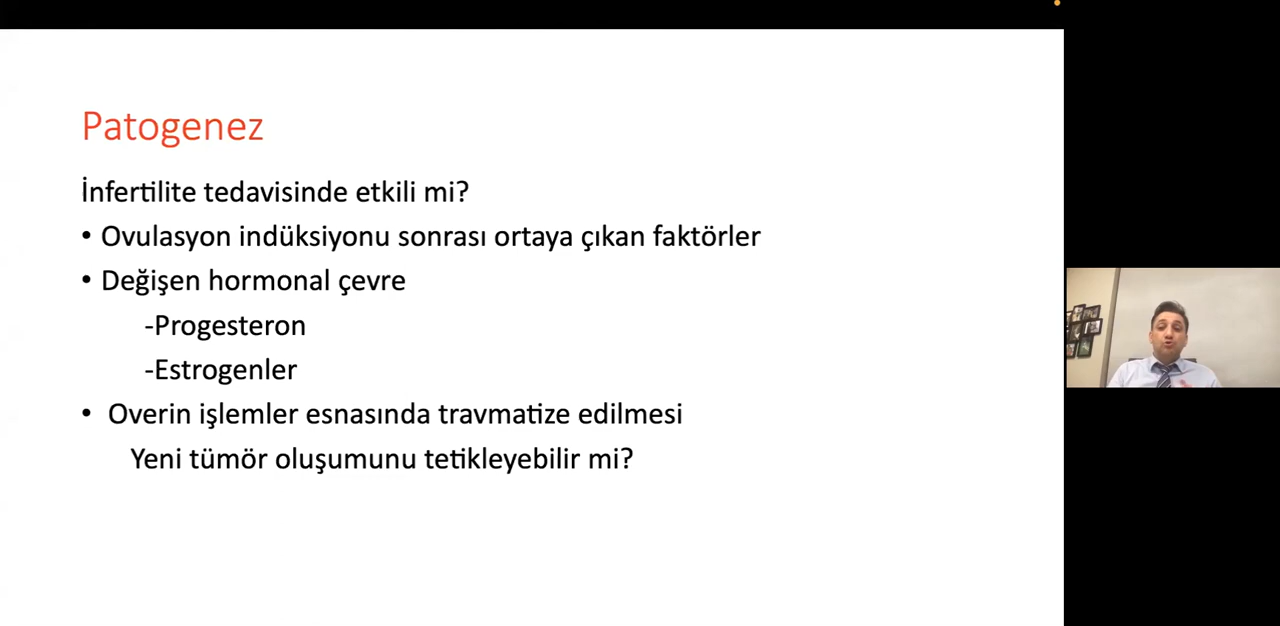 Patogenez
İnfertilite tedavisinde etkili mi?
• Ovulasyon indüksiyonu sonrası ortaya çıkan faktörler
• Değişen hormonal çevre
-Progesteron
-Estrogenler
• Overin işlemler esnasında travmatize edilmesi
Yeni tümör oluşumunu tetikleyebilir mi?